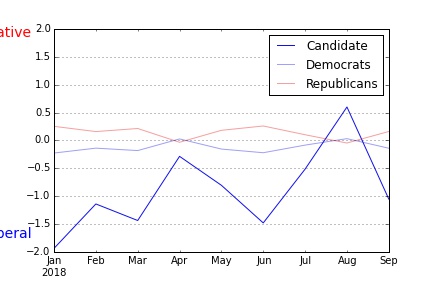 ative
2.0
Candidate
Democrats
Republicans
1.5
1.0
0.5
0.0
−0.5
−1.0
−1.5
beral
−2.0
Jan Feb Mar Apr May Jun Jul Aug Sep
2018